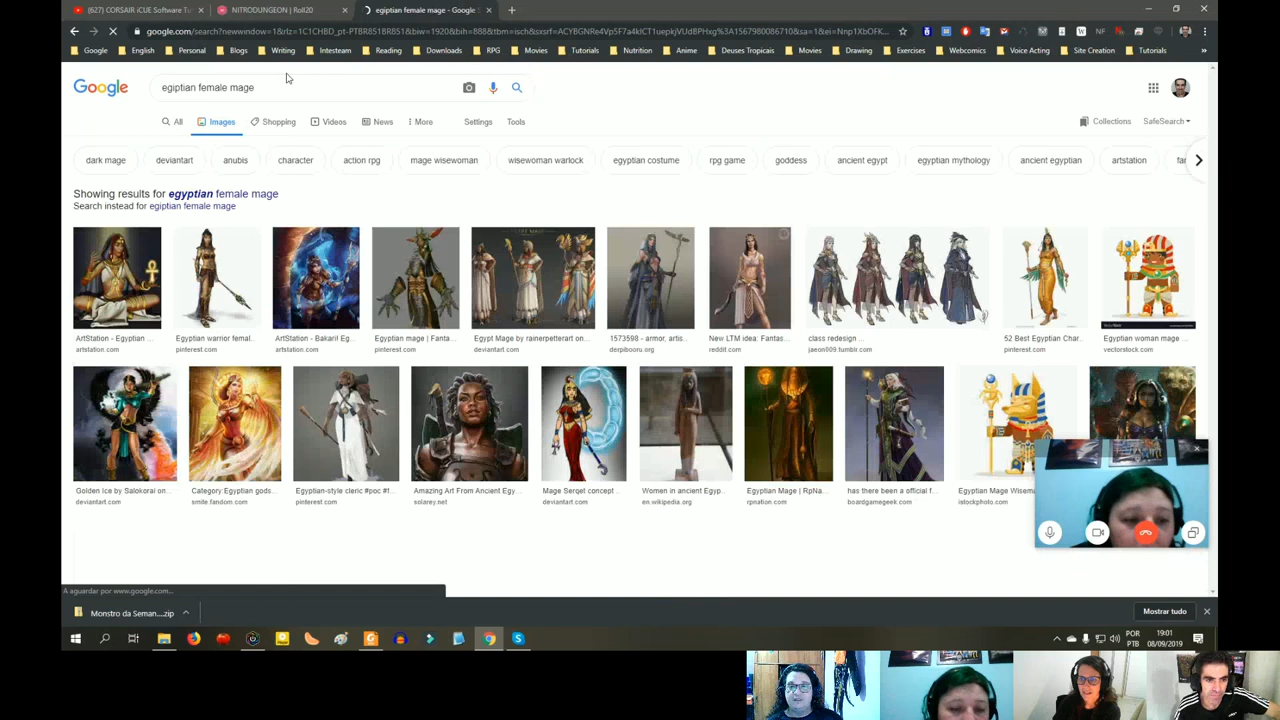 (627) CORSAIR iCUE Software Tut
NITRODUNGEON | Roll20
egiptian female mage - Google S
Google
English
Personal
Blogs
Writing
Intesteam
Reading
Downloads
RPG
Movies
Tutorials
Nutrition
Anime
Deuses Tropicais
Movies
Drawing
Exercises
Webcomics
Voice Acting
Site Creation
Tutorials
Google
egiptian female mage
All
Images
Shopping
Videos
News
More
Settings
Tools
Collections
SafeSearch
dark mage
deviantart
anubis
character
action rpg
mage wisewoman
wisewoman warlock
egyptian costume
rpg game
goddess
ancient egypt
egyptian mythology
ancient egyptian
artstation
Showing results for egyptian female mage
Search instead for egiptian female mage
ArtStation - Egyptian ...
artstation.com
Egyptian warrior femal...
pinterest.com
ArtStation - Bakari! Eg...
artstation.com
Egyptian mage | Fanta...
pinterest.com
Egypt Mage by rainerpetterart on...
deviantart.com
1573598 - armor, artis...
derpibooru.org
New LTM idea: Fantas...
reddit.com
class redesign ...
jaeon009.tumblr.com
52 Best Egyptian Char...
pinterest.com
Egyptian woman mage ...
vectorstock.com
Golden Ice by Salokorai on...
deviantart.com
Category:Egyptian gods...
smite.fandom.com
Egyptian-style cleric #poc #f...
pinterest.com
Amazing Art From Ancient Egy...
solarey.net
Mage Serqet concept ...
deviantart.com
Women in ancient Egyp...
en.wikipedia.org
Egyptian Mage | RpNa...
rpnation.com
has there been a official f...
boardgamegeek.com
Egyptian Mage Wisema
istockphoto.com
A aguardar por www.google.com...
Monstro da Seman....zip
Mostrar tudo
POR
PTB
19:01
08/09/2019